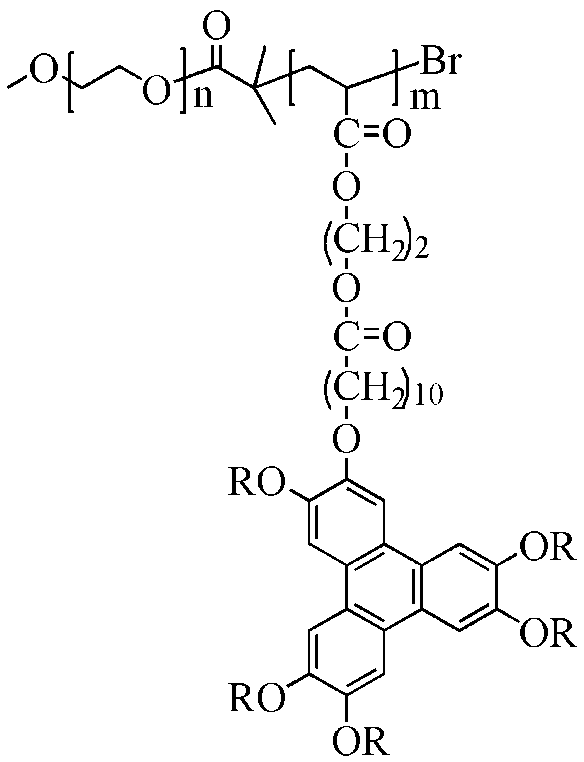 O
O O n Br
m
C=O
O
(CH2)2
O
C=O
(CH2)10
O
RO
OR
OR
RO
OR